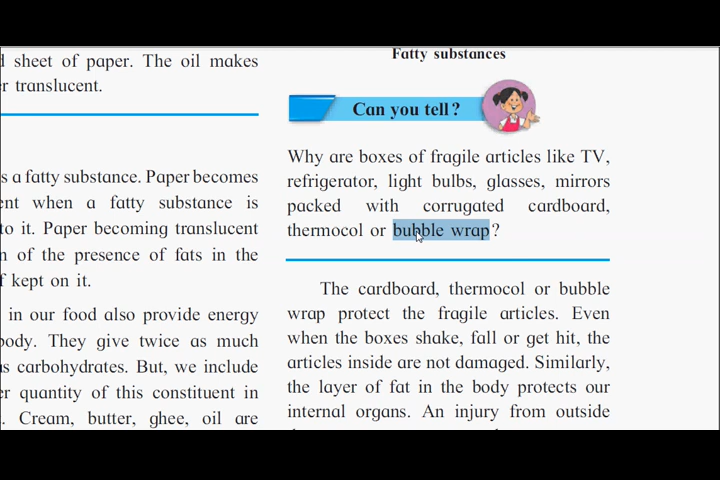 d sheet of paper. The oil makes
r translucent.
s a fatty substance. Paper becomes
ent when a fatty substance is
to it. Paper becoming translucent
n of the presence of fats in the
f kept on it.
in our food also provide energy
body. They give twice as much
as carbohydrates. But, we include
er quantity of this constituent in
. Cream, butter, ghee, oil are
Fatty substances
Can you tell?
Why are boxes of fragile articles like TV,
refrigerator, light bulbs, glasses, mirrors
packed with corrugated cardboard,
thermocol or bubble wrap?
The cardboard, thermocol or bubble
wrap protect the fragile articles. Even
when the boxes shake, fall or get hit, the
articles inside are not damaged. Similarly,
the layer of fat in the body protects our
internal organs. An injury from outside